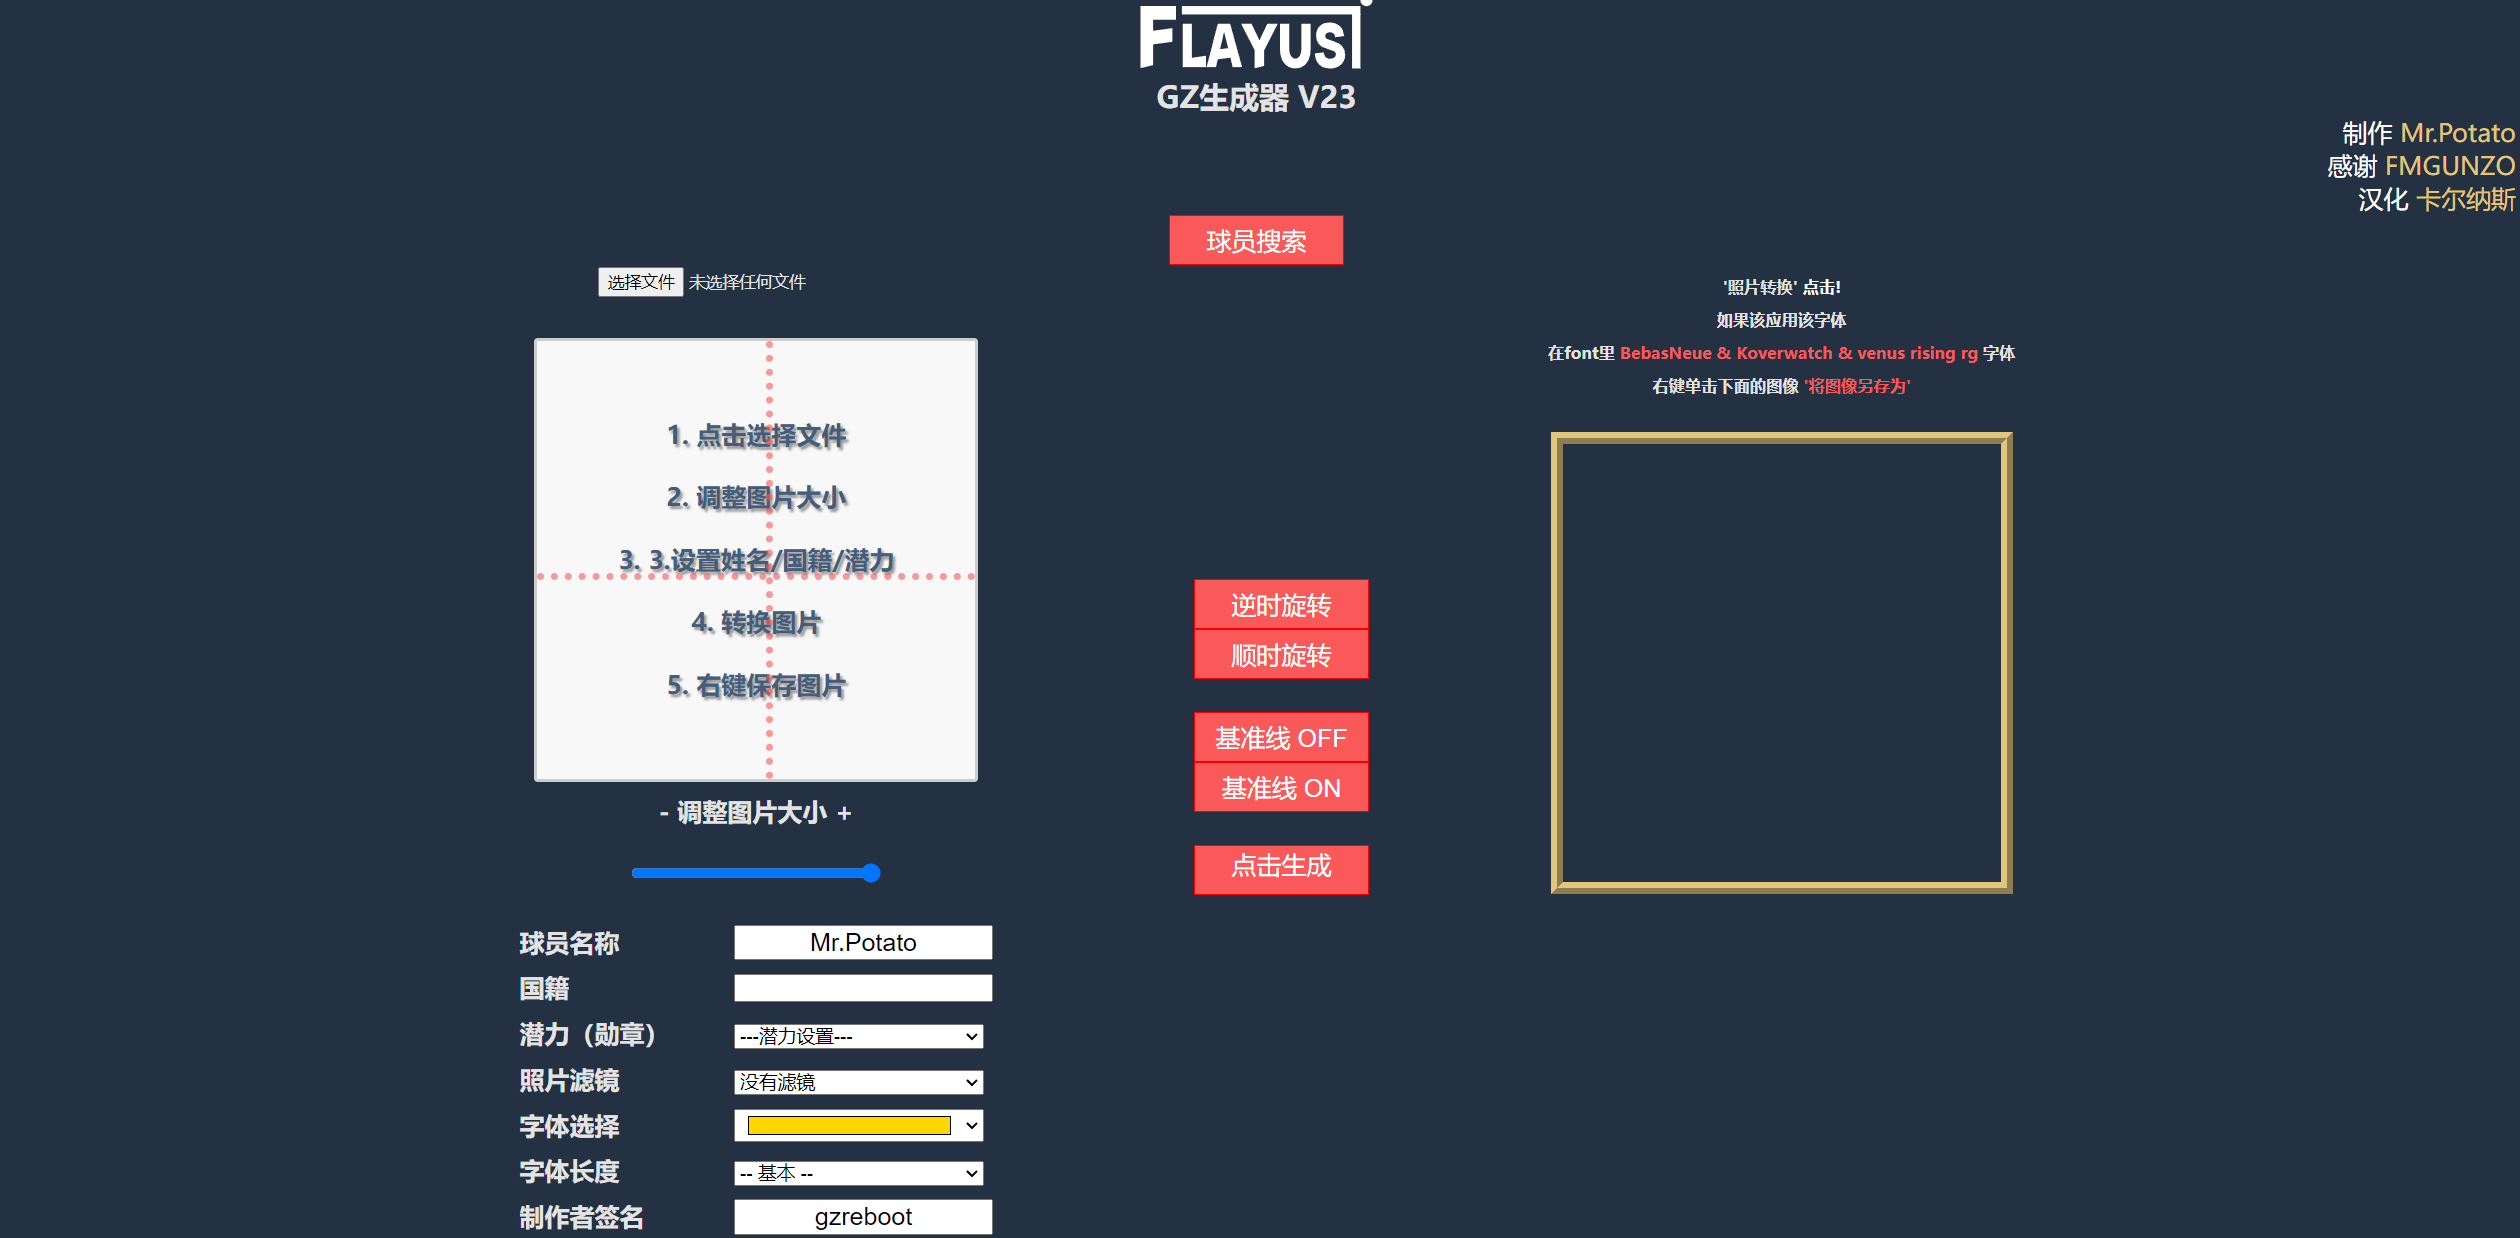 FLAYUS
GZ生成器 V23
制作 Mr.Potato
感谢 FMGUNZO
汉化 卡尔纳斯
球员搜索
选择文件 未选择任何文件
'照片转换' 点击!
如果该应用该字体
在font里 BebasNeue & Koverwatch & venus rising rg 字体
右键单击下面的图像 '将图像另存为'
1. 点击选择文件
2. 调整图片大小
3. 3.设置姓名/国籍/潜力
4. 转换图片
5. 右键保存图片
逆时旋转
顺时旋转
基准线 OFF
基准线 ON
点击生成
- 调整图片大小 +
球员名称 Mr.Potato
国籍
潜力（勋章） ---潜力设置---
照片滤镜 没有滤镜
字体选择
字体长度 -- 基本 --
制作者签名 gzreboot